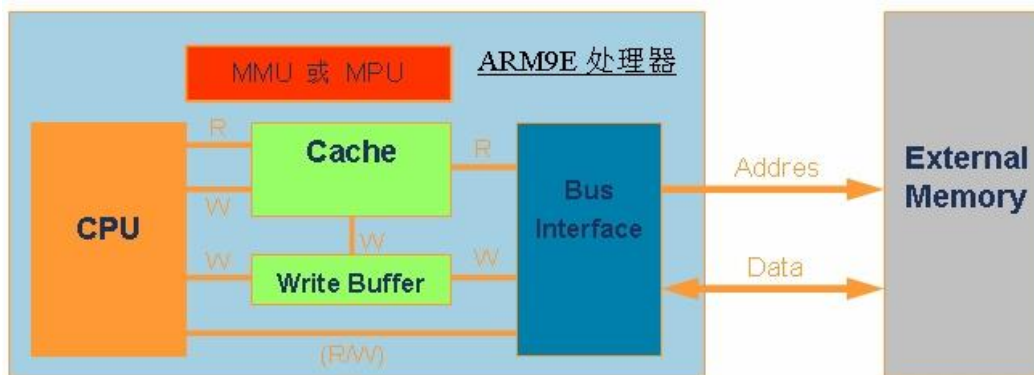 ARM9E 处理器
MMU 或 MPU
R
Cache
R
W
CPU
W
W
Write Buffer
W
(R/W)
Bus
Interface
Addres
Data
External
Memory